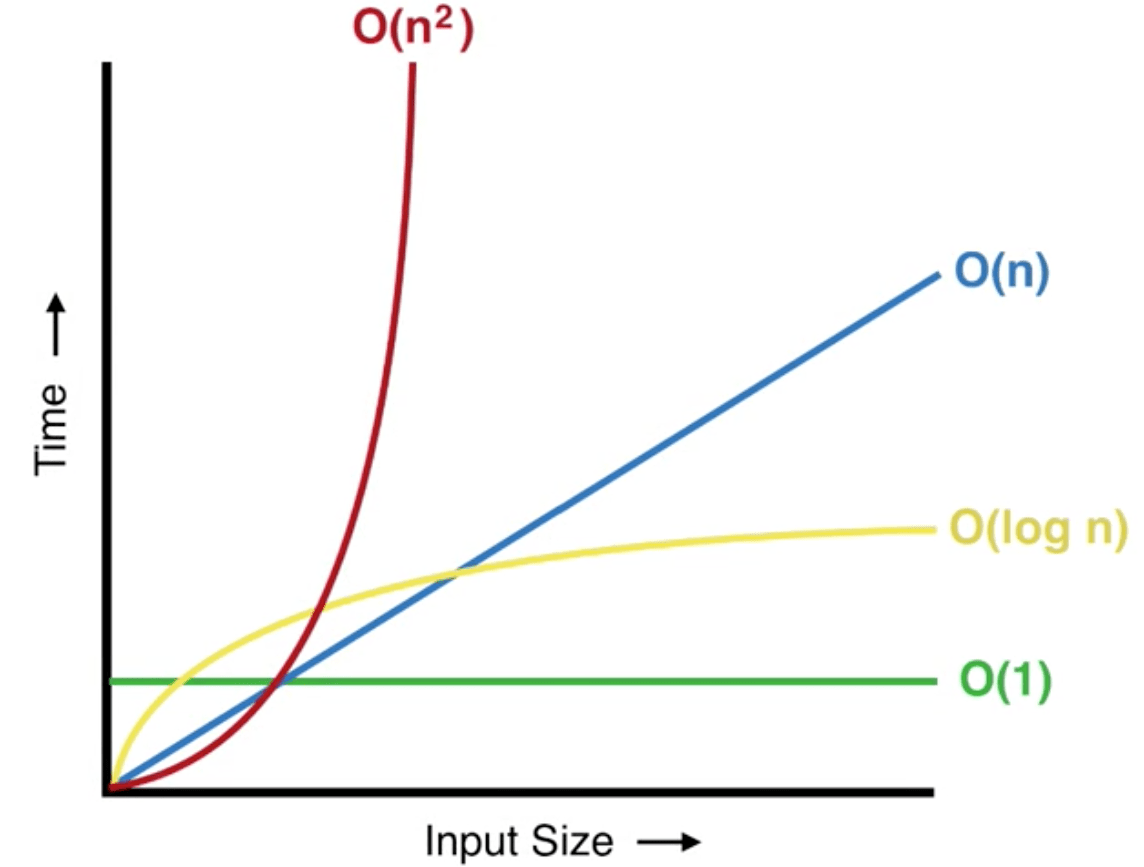 O(n²)
O(n)
Time →
O(log n)
O(1)
Input Size →